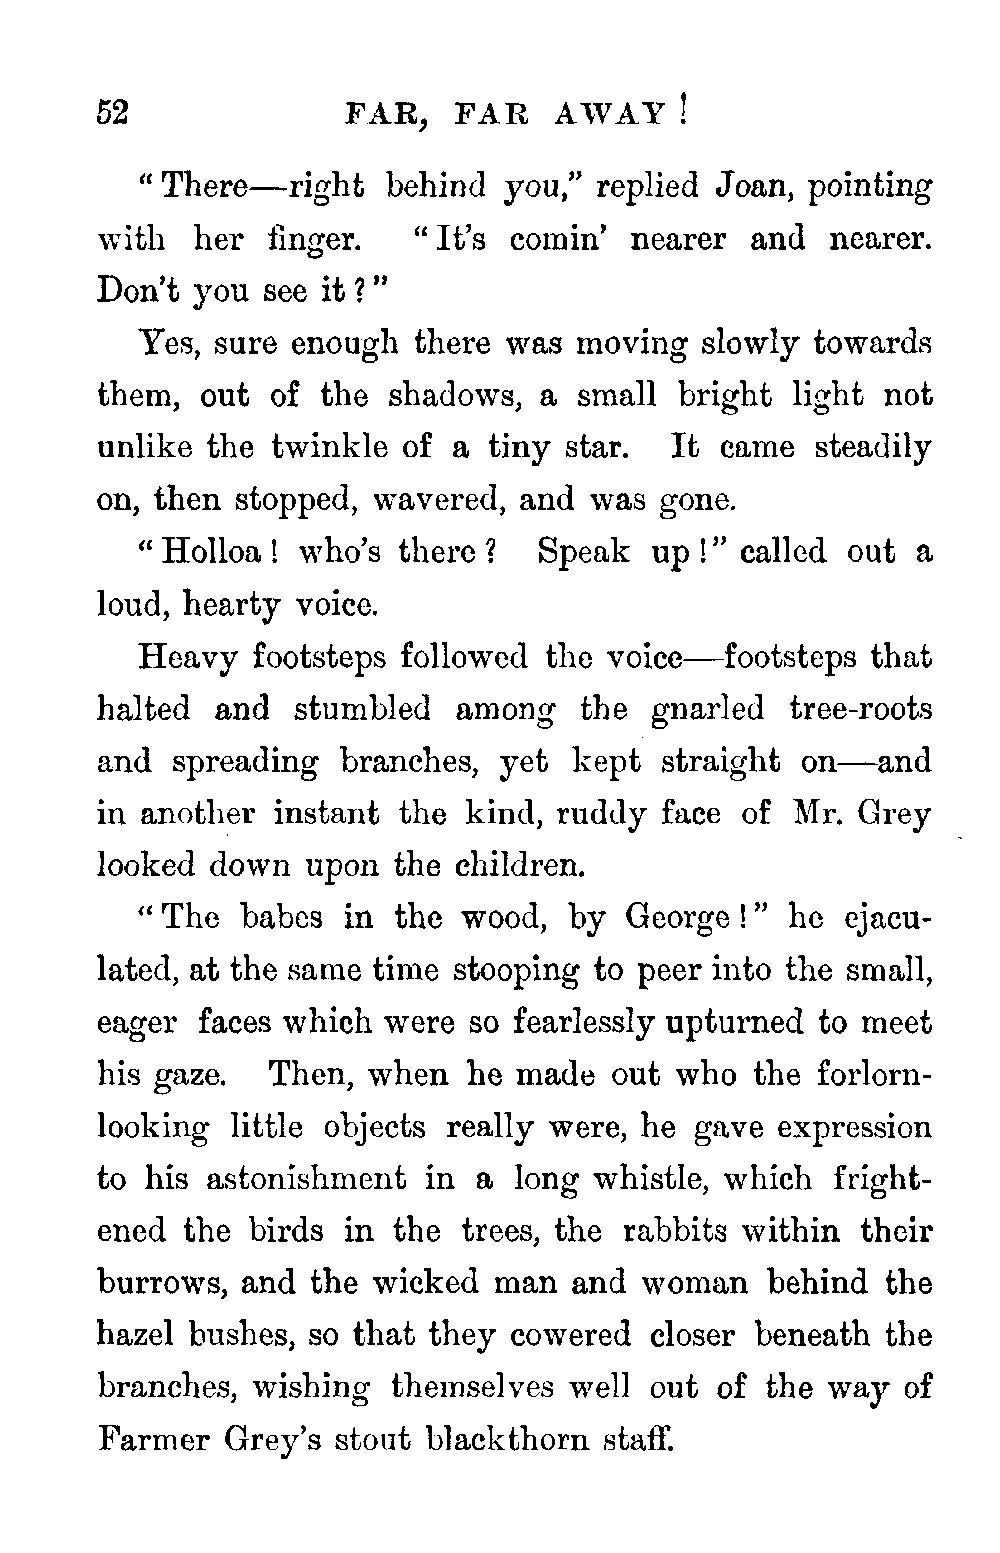 52 FAR, FAR AWAY !
“ There—right behind you,” replied Joan, pointing
with her finger. “ It’s comin’ nearer and nearer.
Don’t you see it ? ”
Yes, sure enough there was moving slowly towards
them, out of the shadows, a small bright light not
unlike the twinkle of a tiny star. It came steadily
on, then stopped, wavered, and was gone.
“ Holloa ! who’s there ? Speak up ! ” called out a
loud, hearty voice.
Heavy footsteps followed the voice—footsteps that
halted and stumbled among the gnarled tree-roots
and spreading branches, yet kept straight on—and
in another instant the kind, ruddy face of Mr. Grey
looked down upon the children.
“ The babes in the wood, by George ! ” he ejacu-
lated, at the same time stooping to peer into the small,
eager faces which were so fearlessly upturned to meet
his gaze. Then, when he made out who the forlorn-
looking little objects really were, he gave expression
to his astonishment in a long whistle, which fright-
ened the birds in the trees, the rabbits within their
burrows, and the wicked man and woman behind the
hazel bushes, so that they cowered closer beneath the
branches, wishing themselves well out of the way of
Farmer Grey’s stout blackthorn staff.